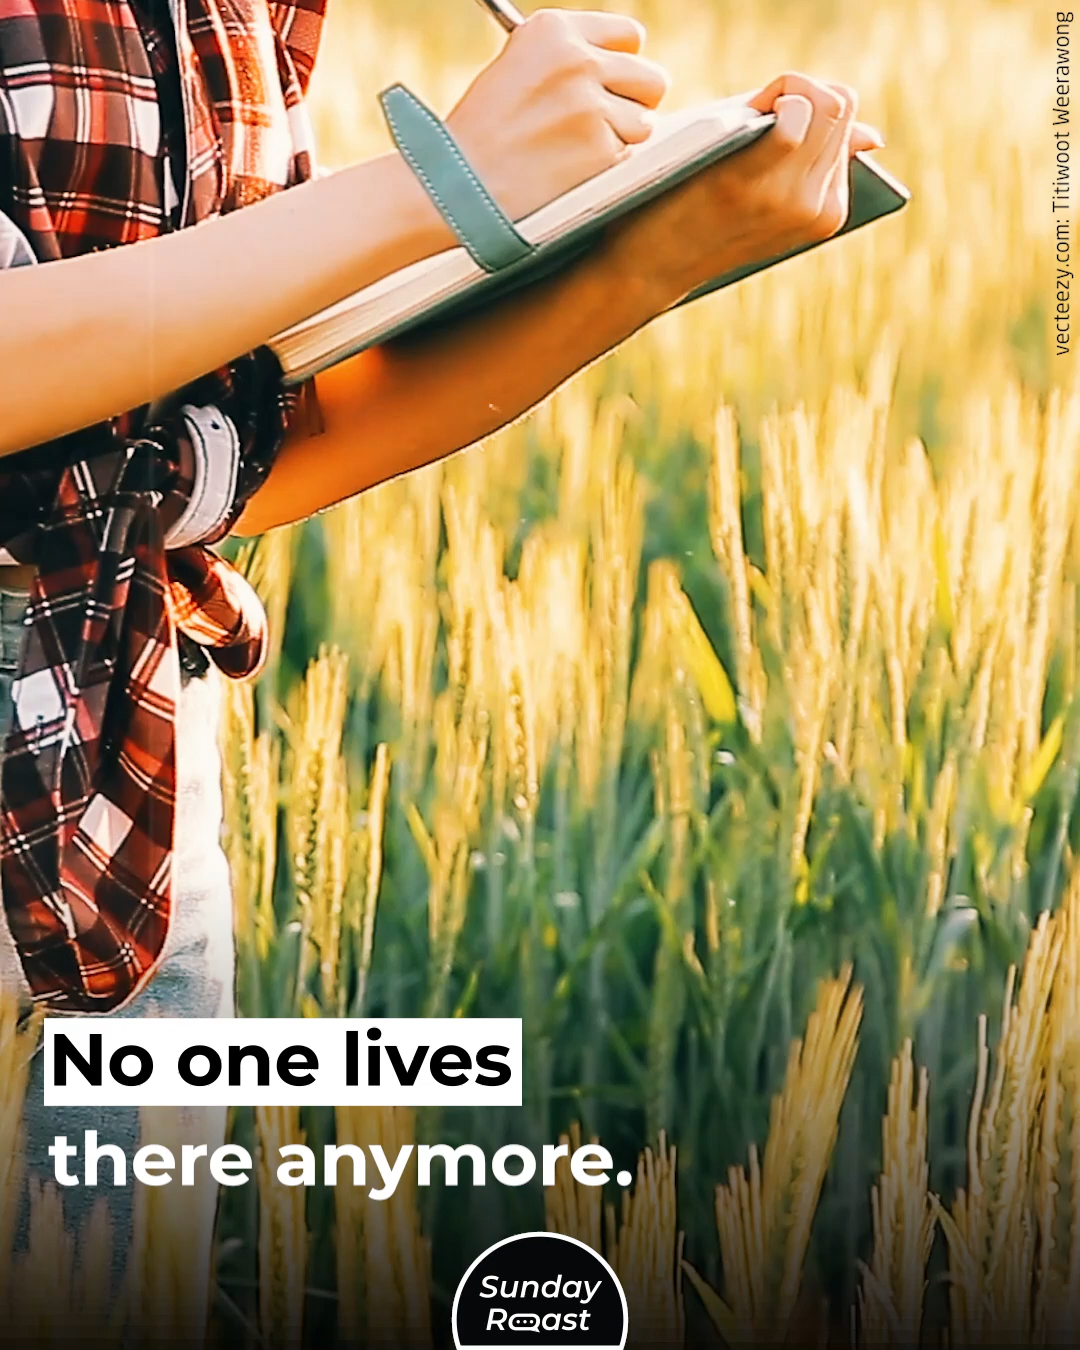 vecteezy.com: Titiwoot Weerawong
No one lives
there anymore.
Sunday
Roast